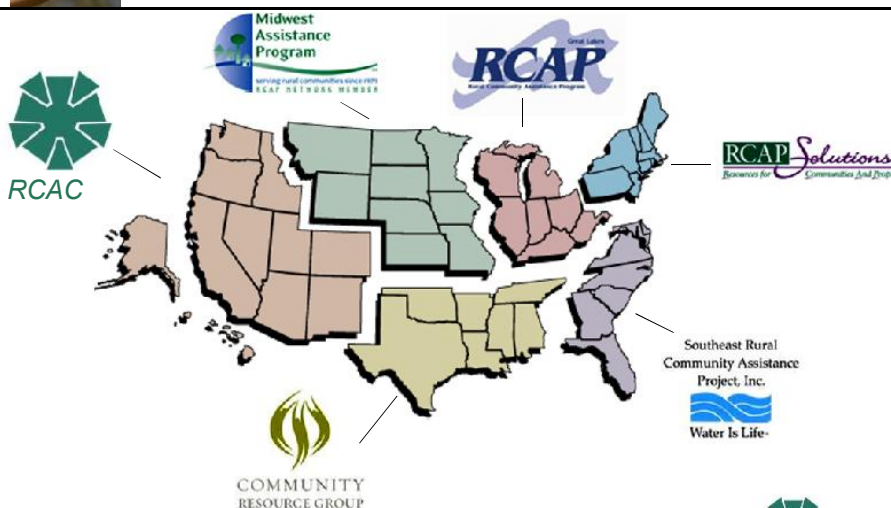 Midwest
Assistance
Program
serving rural communities since 1979
RCAP NETWORK MEMBER
Great Lakes
RCAP
Rural Community Assistance Program
RCAC
RCAP Solutions
Resources for Communities And People
Southeast Rural
Community Assistance
Project, Inc.
Water Is Life
COMMUNITY
RESOURCE GROUP